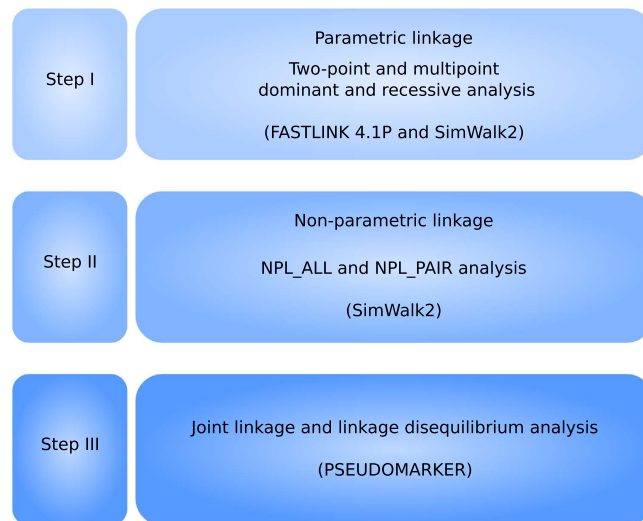 Step I
Parametric linkage
Two-point and multipoint
dominant and recessive analysis
(FASTLINK 4.1P and SimWalk2)
Step II
Non-parametric linkage
NPL_ALL and NPL_PAIR analysis
(SimWalk2)
Step III
Joint linkage and linkage disequilibrium analysis
(PSEUDOMARKER)